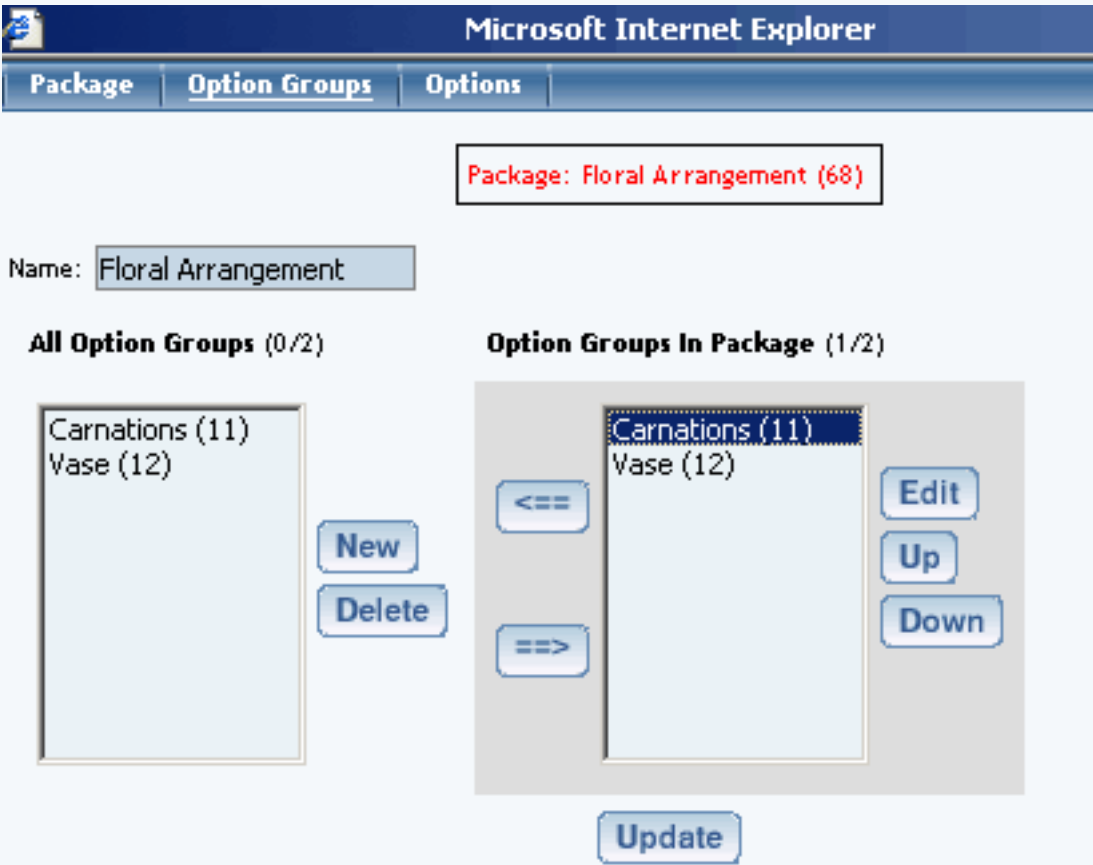 Microsoft Internet Explorer
Package Option Groups Options
Package: Floral Arrangement (68)
Name: Floral Arrangement
All Option Groups (0/2)
Option Groups In Package (1/2)
Carnations (11)
Vase (12)
New
Delete
<==
==>
Carnations (11)
Vase (12)
Edit
Up
Down
Update